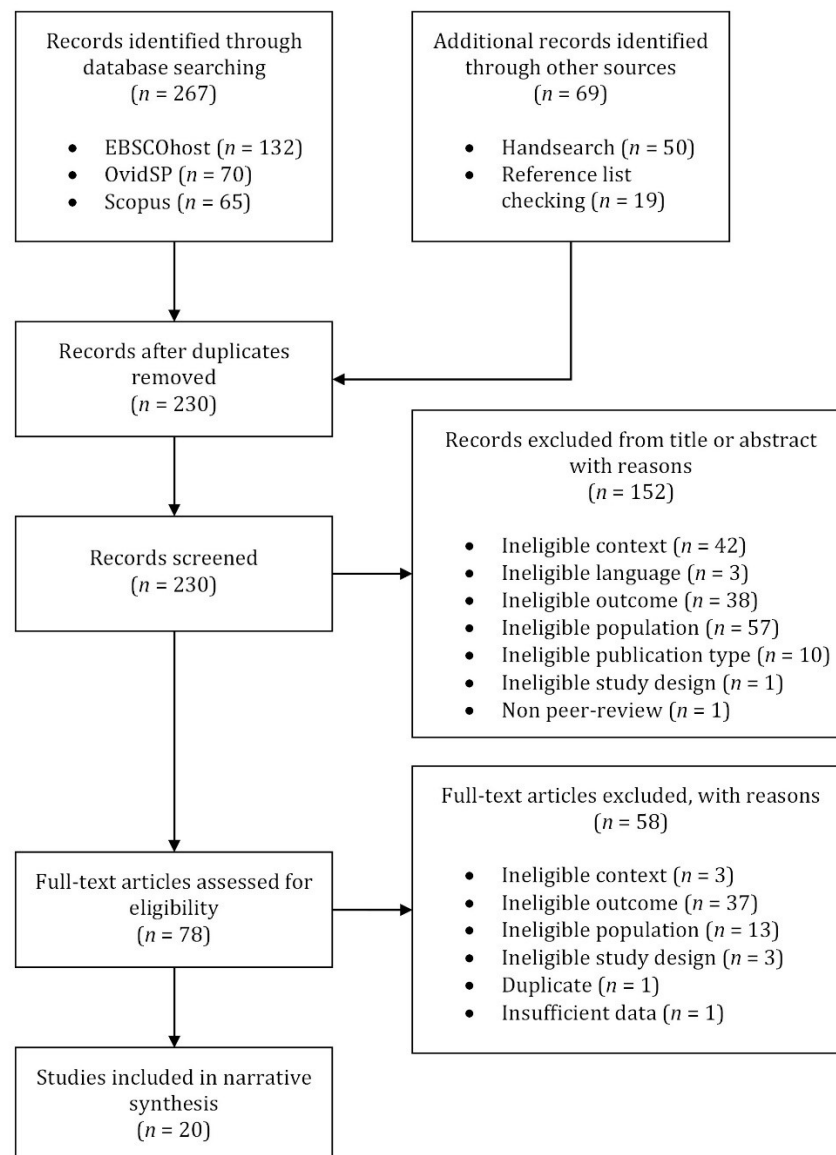 Records identified through
database searching
(n = 267)
• EBSCOhost (n = 132)
• OvidSP (n = 70)
• Scopus (n = 65)
Additional records identified
through other sources
(n = 69)
• Handsearch (n = 50)
• Reference list
checking (n = 19)
Records after duplicates
removed
(n = 230)
Records screened
(n = 230)
Records excluded from title or abstract
with reasons
(n = 152)
• Ineligible context (n = 42)
• Ineligible language (n = 3)
• Ineligible outcome (n = 38)
• Ineligible population (n = 57)
• Ineligible publication type (n = 10)
• Ineligible study design (n = 1)
• Non peer-review (n = 1)
Full-text articles assessed for
eligibility
(n = 78)
Full-text articles excluded, with reasons
(n = 58)
• Ineligible context (n = 3)
• Ineligible outcome (n = 37)
• Ineligible population (n = 13)
• Ineligible study design (n = 3)
• Duplicate (n = 1)
• Insufficient data (n = 1)
Studies included in narrative
synthesis
(n = 20)